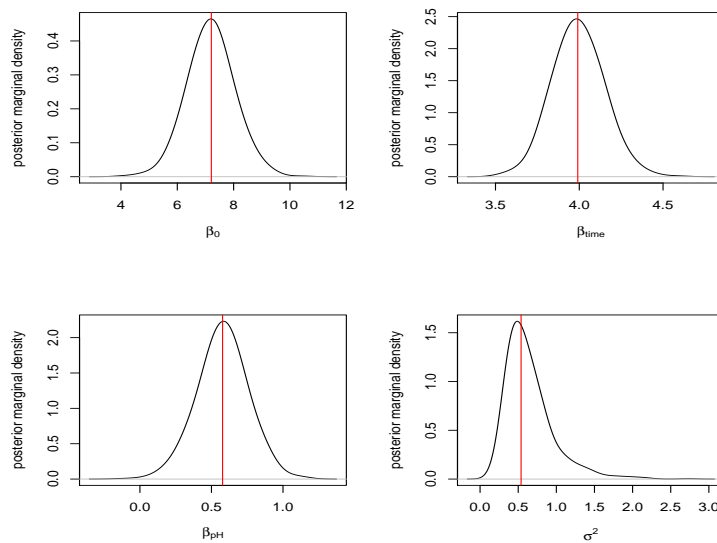 posterior marginal density
0.0 0.1 0.2 0.3 0.4
4 6 8 10 12
β0
posterior marginal density
0.0 0.5 1.0 1.5 2.0 2.5
3.5 4.0 4.5
βtime
posterior marginal density
0.0 0.5 1.0 1.5 2.0
0.0 0.5 1.0
βpH
posterior marginal density
0.0 0.5 1.0 1.5
0.0 0.5 1.0 1.5 2.0 2.5 3.0
σ2